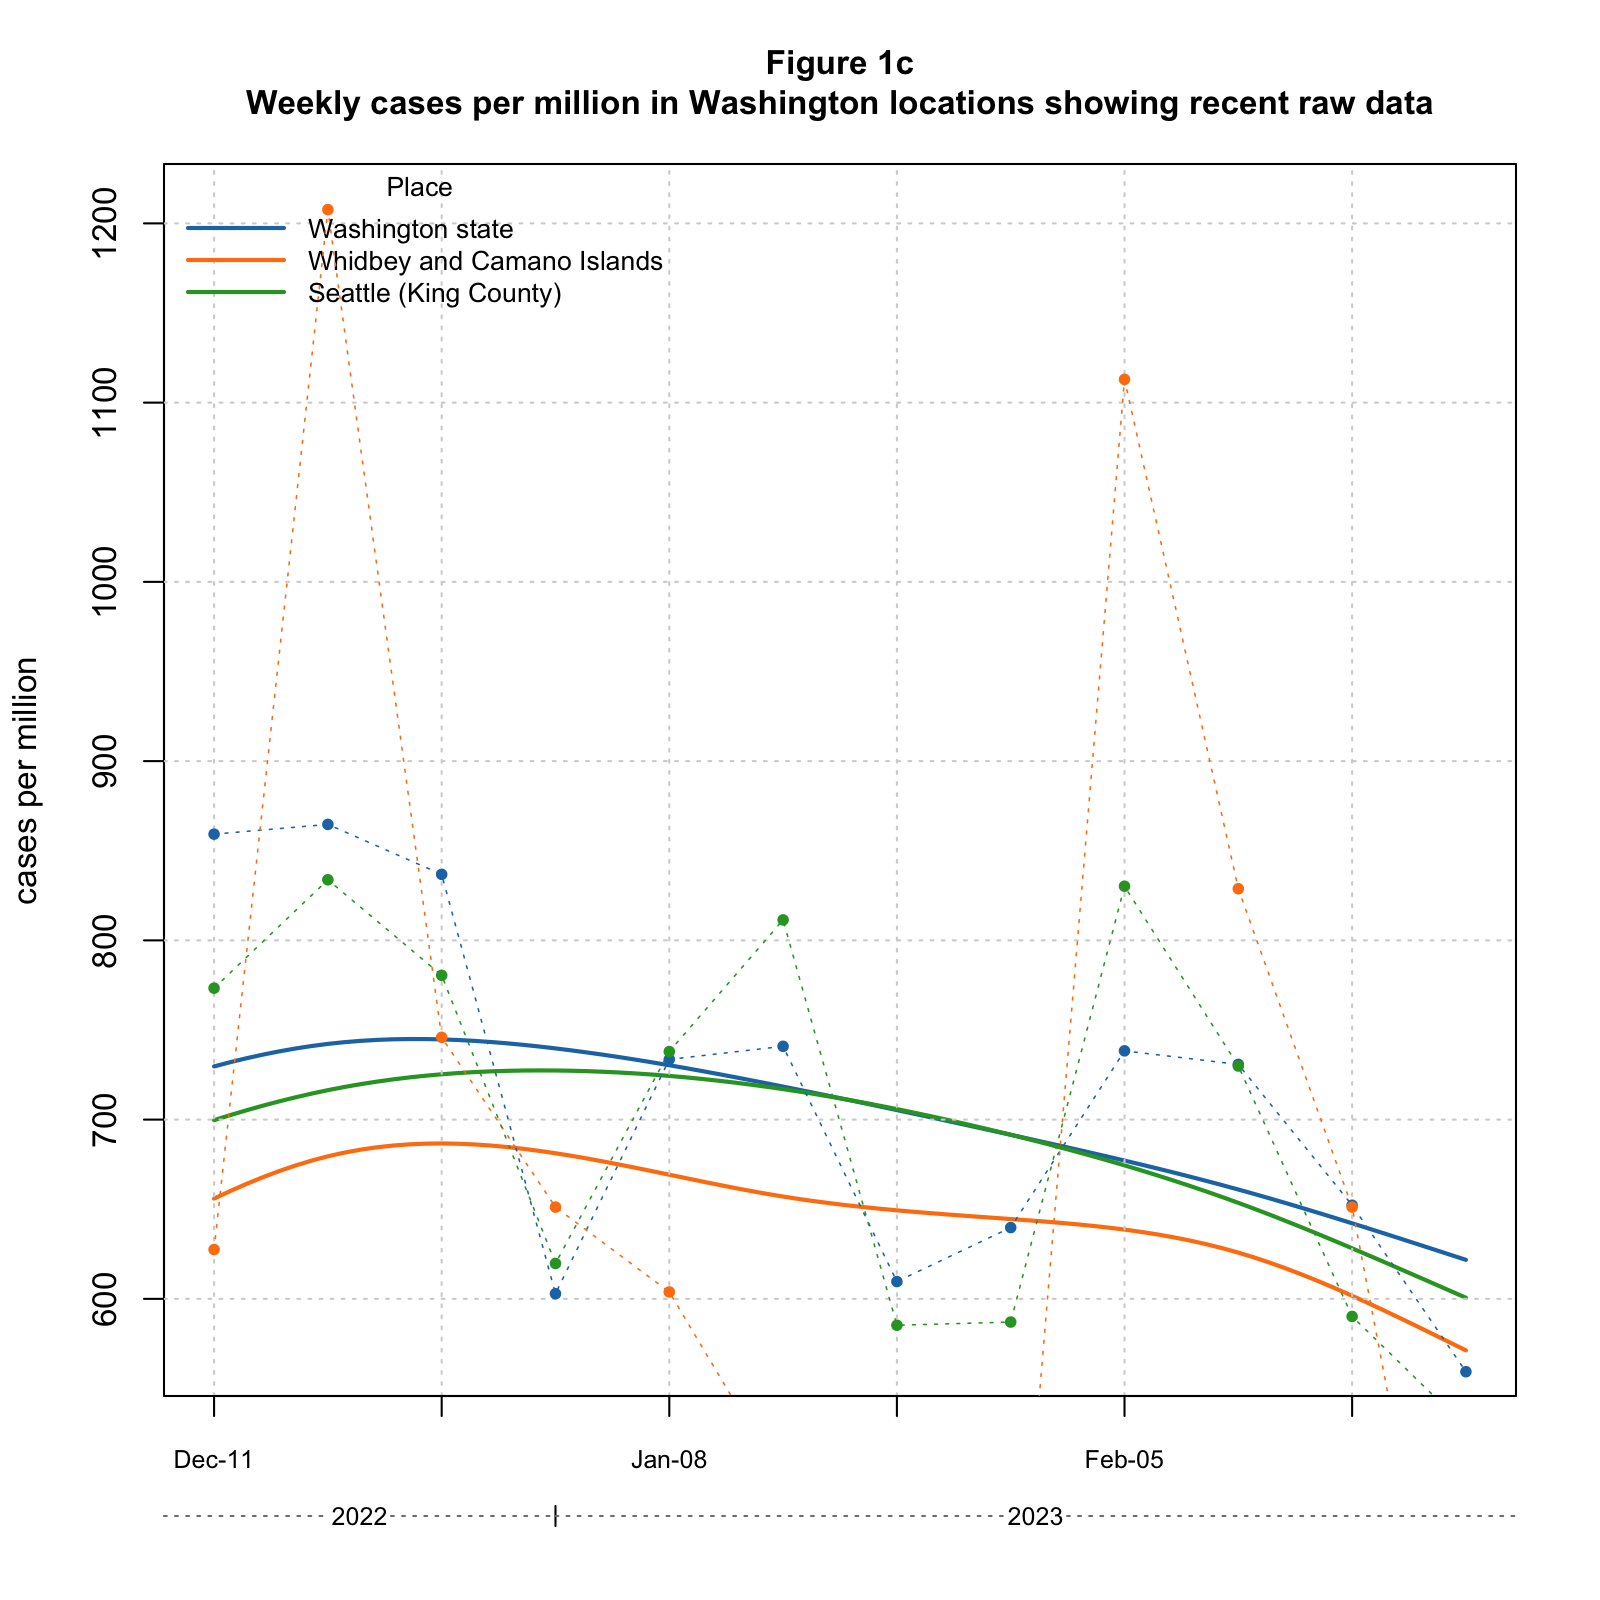 Figure 1c
Weekly cases per million in Washington locations showing recent raw data
Place
Washington state
Whidbey and Camano Islands
Seattle (King County)
cases per million
1200
1100
1000
900
800
700
600
Dec-11
Jan-08
Feb-05
2022
2023